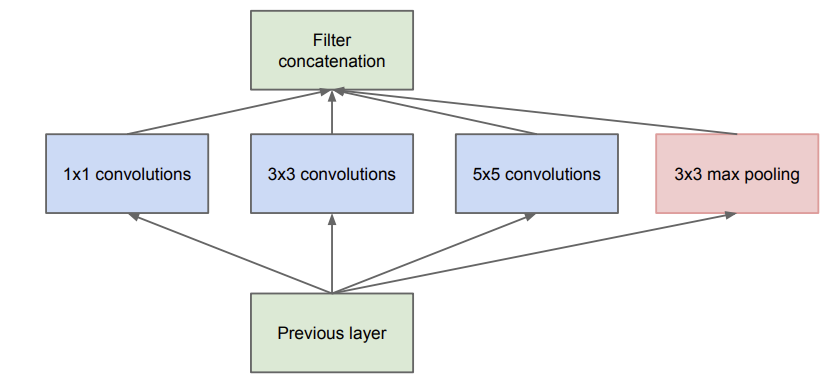 Filter
concatenation
1x1 convolutions
3x3 convolutions
5x5 convolutions
3x3 max pooling
Previous layer